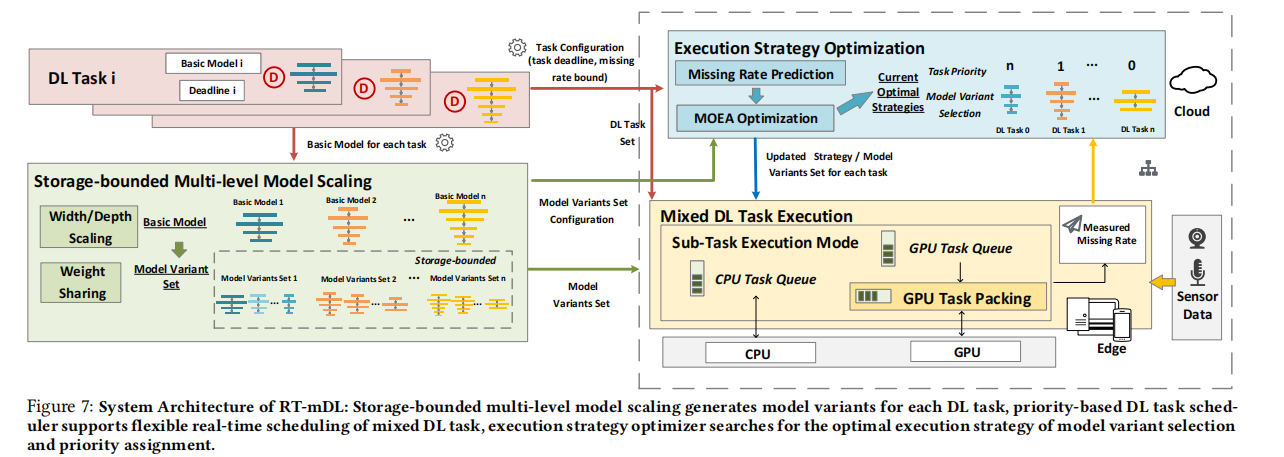 DL Task i
Basic Model i
Deadline i
D
D
D
Task Configuration
(task deadline, missing
rate bound)
DL Task
Set
Basic Model for each task
Storage-bounded Multi-level Model Scaling
Width/Depth
Scaling
Weight
Sharing
Basic Model
Model Variant
Set
Basic Model 1
Basic Model 2
...
Basic Model n
Storage-bounded
Model Variants Set 1
Model Variants Set 2
...
Model Variants Set n
...
...
...
Model Variants Set
Configuration
Model
Variants Set
Execution Strategy Optimization
Missing Rate Prediction
MOEA Optimization
Current
Optimal
Strategies
Task Priority
n
1
...
0
Model Variant
Selection
...
DL Task 0
DL Task 1
DL Task n
Cloud
Updated Strategy / Model
Variants Set for each task
Mixed DL Task Execution
Sub-Task Execution Mode
CPU Task Queue
GPU Task Queue
GPU Task Packing
Measured
Missing Rate
CPU
GPU
Edge
Sensor
Data
Figure 7: System Architecture of RT-mDL: Storage-bounded multi-level model scaling generates model variants for each DL task, priority-based DL task sched-
uler supports flexible real-time scheduling of mixed DL task, execution strategy optimizer searches for the optimal execution strategy of model variant selection
and priority assignment.